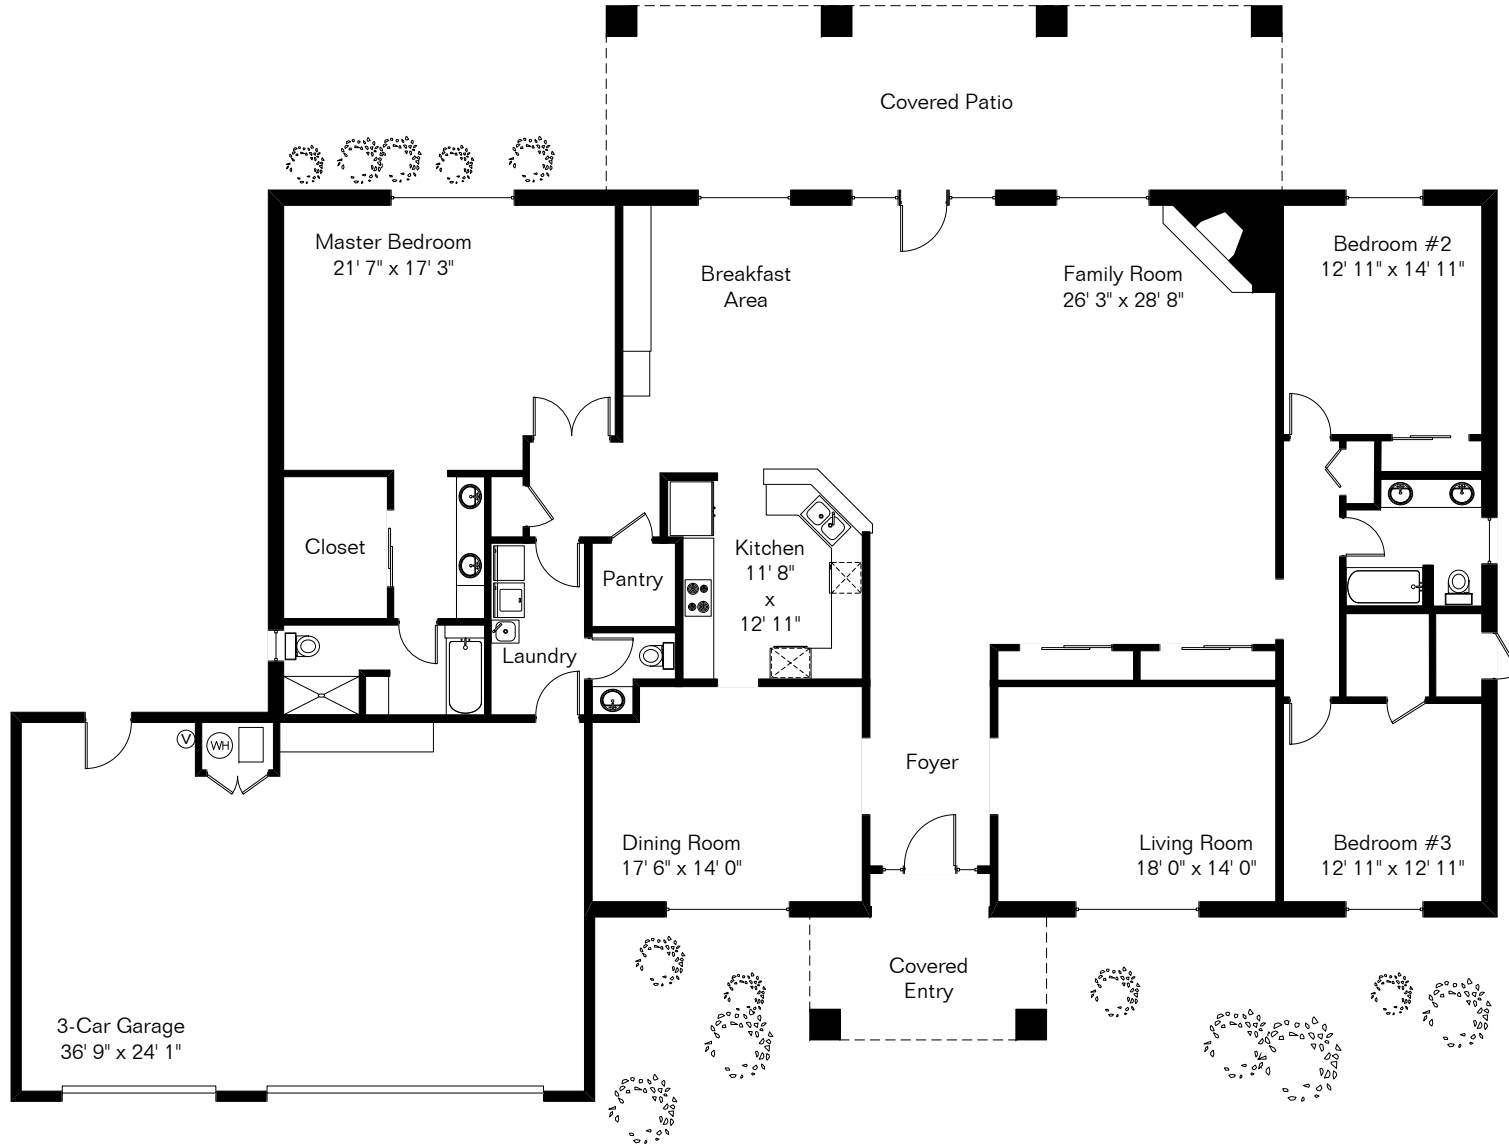 Covered Patio
Master Bedroom
21' 7" x 17' 3"
Breakfast
Area
Family Room
26' 3" x 28' 8"
Bedroom #2
12' 11" x 14' 11"
Closet
Pantry
Kitchen
11' 8"
x
12' 11"
Laundry
V
WH
Foyer
Dining Room
17' 6" x 14' 0"
Living Room
18' 0" x 14' 0"
Bedroom #3
12' 11" x 12' 11"
Covered
Entry
3-Car Garage
36' 9" x 24' 1"